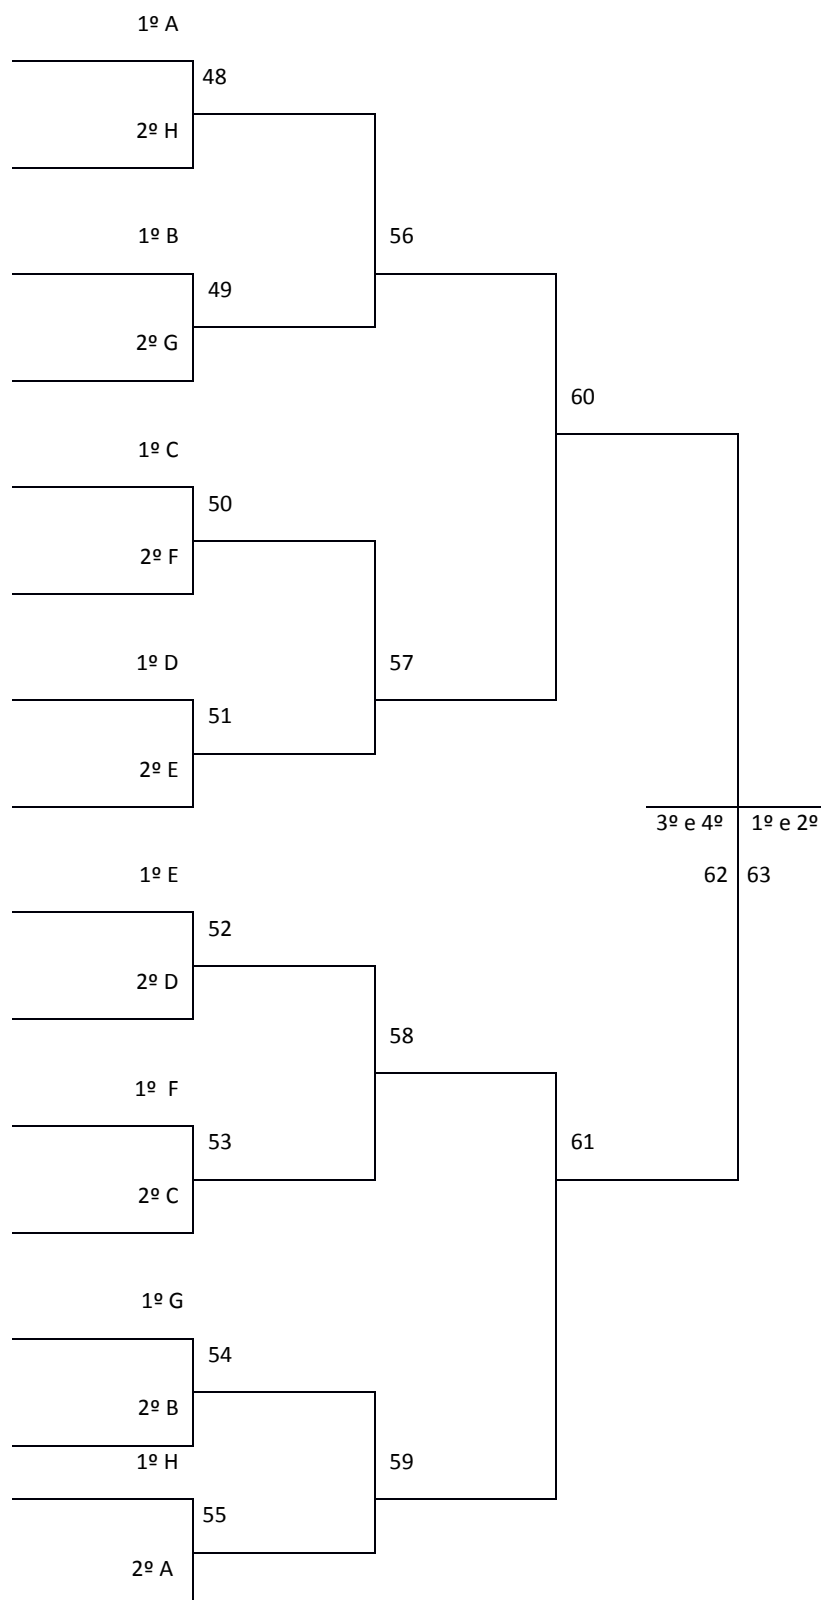 1º A
48
2º H
1º B
56
49
2º G
60
1º C
50
2º F
1º D
57
51
2º E
3º e 4º
1º e 2º
1º E
62
63
52
2º D
58
1º F
53
61
2º C
1º G
54
2º B
1º H
59
55
2º A